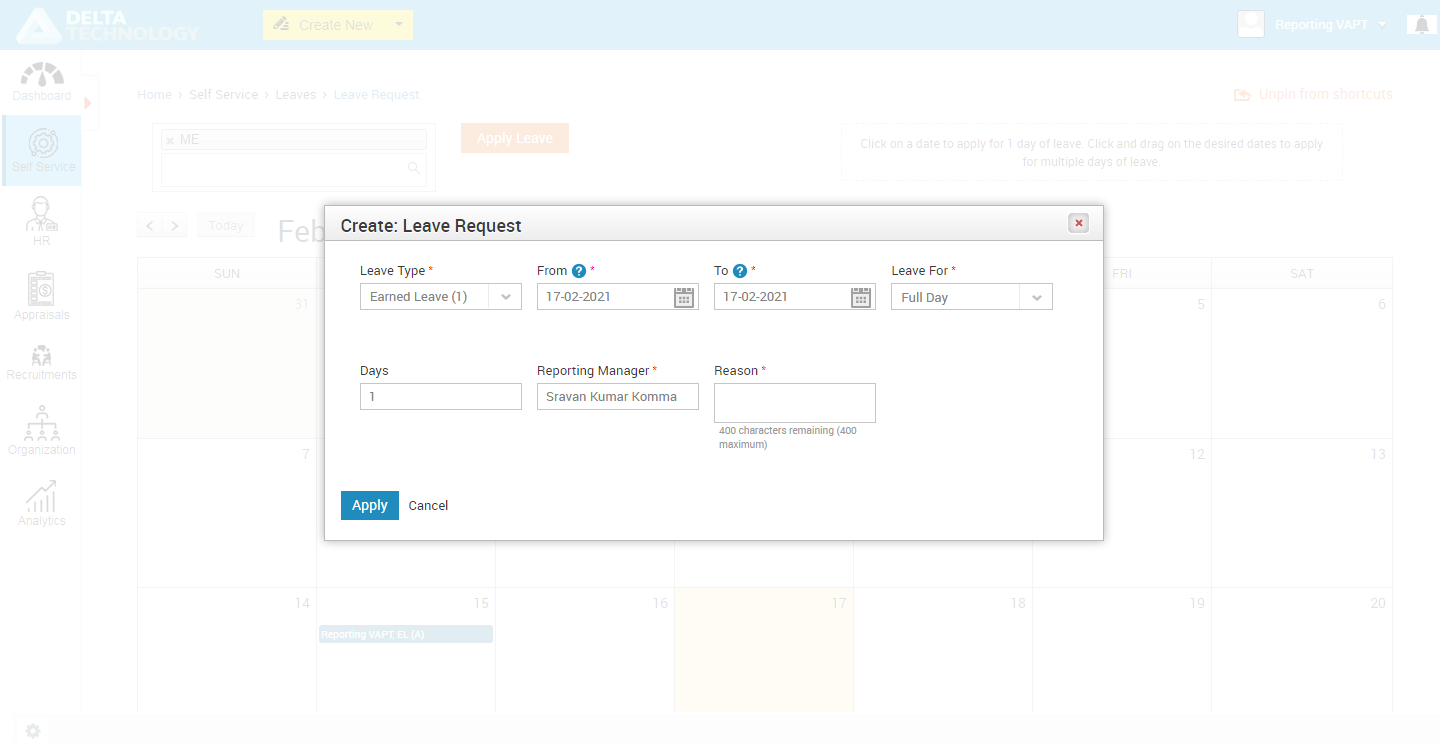 DELTA
TECHNOLOGY
Create New
Reporting VAPT
Dashboard
Home › Self Service › Leaves › Leave Request
Unpin from shortcuts
× ME
Apply Leave
Click on a date to apply for 1 day of leave. Click and drag on the desired dates to apply
for multiple days of leave.
Self Service
HR
Appraisals
Recruitments
Organization
Analytics
< > Today Feb
Create: Leave Request
Leave Type * From ? * To ? * Leave For *
Earned Leave (1) 17-02-2021 17-02-2021 Full Day
Days Reporting Manager * Reason *
1 Sravan Kumar Komma
400 characters remaining (400
maximum)
Apply Cancel
SUN FRI SAT
31 5 6
7 12 13
14 15 16 17 18 19 20
Reporting VAPT EL (A)